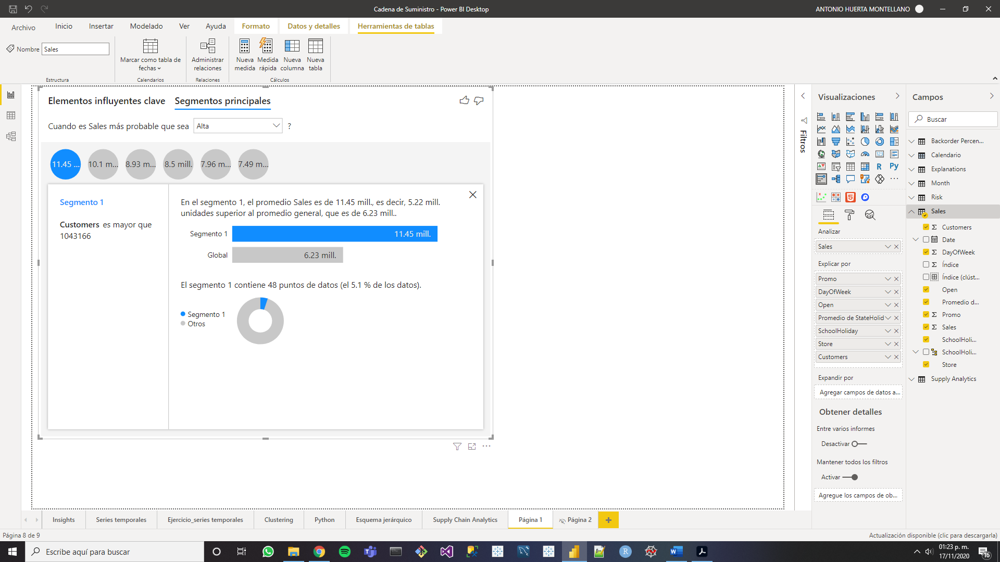 Cadena de Suministro - Power BI Desktop
ANTONIO HUERTA MONTELLANO
Archivo
Inicio
Insertar
Modelado
Ver
Ayuda
Formato
Datos y detalles
Herramientas de tablas
Nombre
Sales
Marcar como tabla de
fechas
Administrar
relaciones
Nueva
medida
Medida
rápida
Nueva
columna
Nueva
tabla
Estructura
Calendarios
Relaciones
Cálculos
Elementos influyentes clave
Segmentos principales
Cuando es Sales más probable que sea
Alta
?
11.45 ...
10.1 m...
8.93 m...
8.5 mill.
7.96 m...
7.49 m...
Segmento 1
Customers es mayor que
1043166
En el segmento 1, el promedio Sales es de 11.45 mill., es decir, 5.22 mill.
unidades superior al promedio general, que es de 6.23 mill..
Segmento 1
11.45 mill.
Global
6.23 mill.
El segmento 1 contiene 48 puntos de datos (el 5.1 % de los datos).
Segmento 1
Otros
Filtros
Visualizaciones
R
Py
123
5
...
Analizar
Sales
Explicar por
Promo
DayOfWeek
Open
Promedio de StateHolid
SchoolHoliday
Store
Customers
Expandir por
Agregar campos de datos a...
Obtener detalles
Entre varios informes
Desactivar
Mantener todos los filtros
Activar
Agregue los campos de ob...
Campos
Buscar
Backorder Percen...
Calendario
Explanations
Month
Risk
Sales
Σ Customers
Date
Σ DayOfWeek
Σ Índice
Índice (clúst...
Open
Promedio d...
Σ Promo
Σ Sales
SchoolHoli...
SchoolHoli...
Store
Supply Analytics
Insights
Series temporales
Ejercicio_series temporales
Clustering
Python
Esquema jerárquico
Supply Chain Analytics
Página 1
Página 2
+
Página 8 de 9
Actualización disponible (clic para descargarla)
Escribe aquí para buscar
R
W
01:23 p. m.
17/11/2020
16